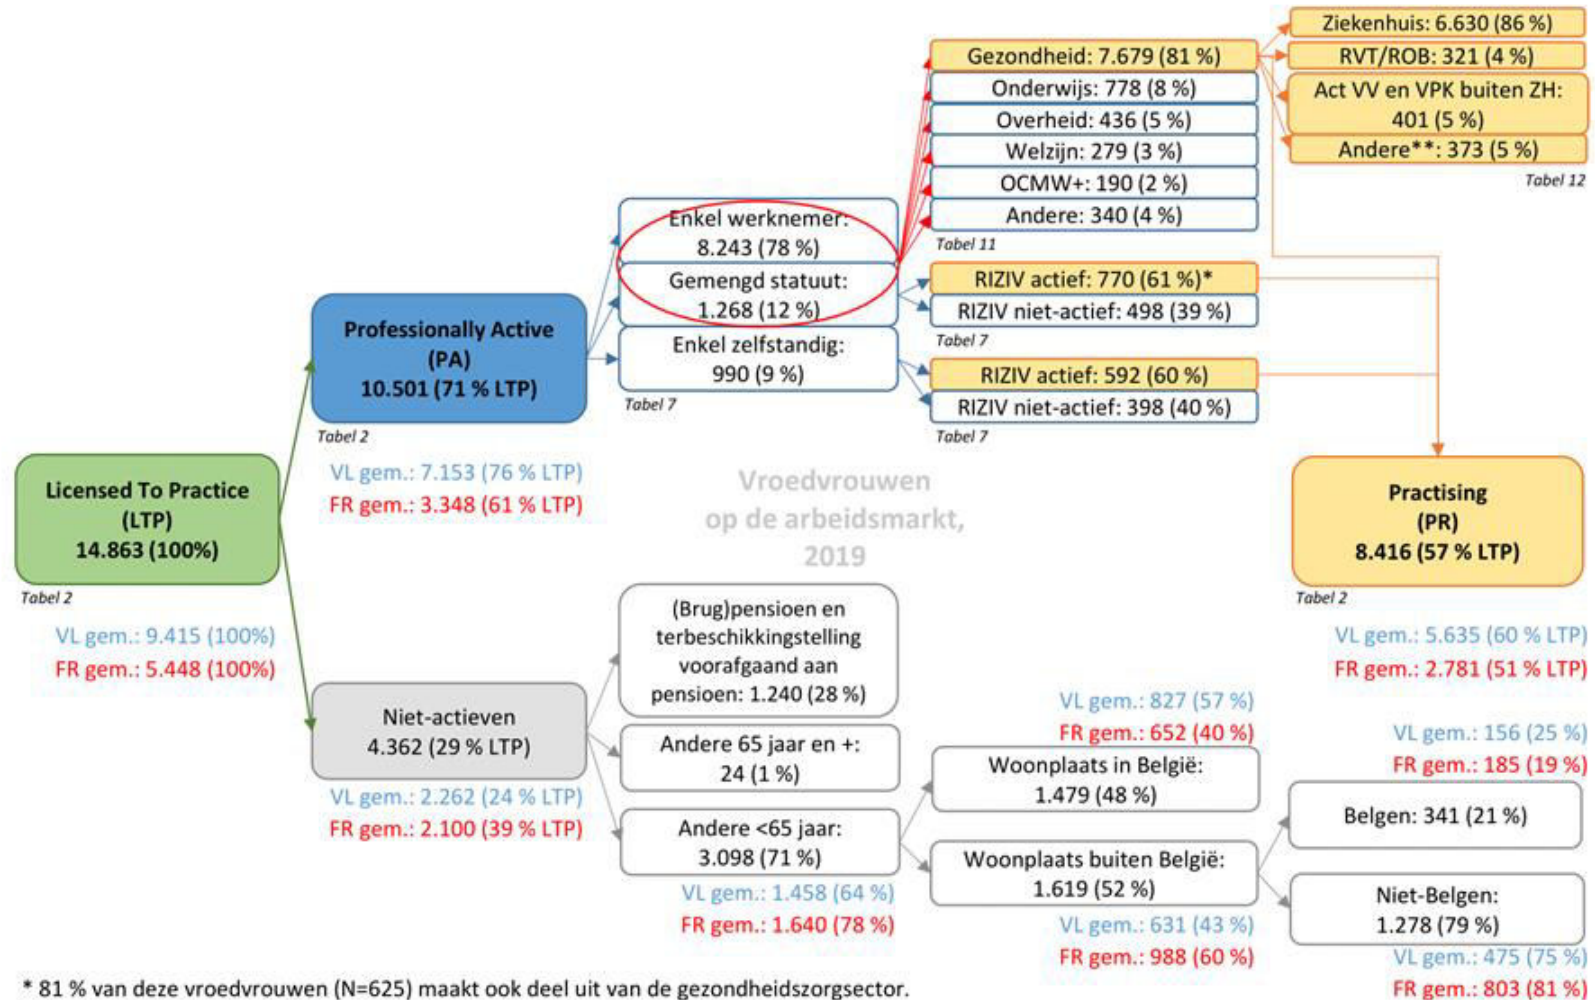 Ziekenhuis: 6.630 (86 %)
RVT/ROB: 321 (4 %)
Act VV en VPK buiten ZH:
401 (5 %)
Andere**: 373 (5 %)
Tabel 12
Gezondheid: 7.679 (81 %)
Onderwijs: 778 (8 %)
Overheid: 436 (5 %)
Welzijn: 279 (3 %)
OCMW+: 190 (2 %)
Andere: 340 (4 %)
Tabel 11
Enkel werknemer:
8.243 (78 %)
Gemengd statuut:
1.268 (12 %)
Enkel zelfstandig:
990 (9 %)
Tabel 7
RIZIV actief: 770 (61 %)*
RIZIV niet-actief: 498 (39 %)
Tabel 7
RIZIV actief: 592 (60 %)
RIZIV niet-actief: 398 (40 %)
Tabel 7
Professionally Active
(PA)
10.501 (71 % LTP)
Tabel 2
VL gem.: 7.153 (76 % LTP)
FR gem.: 3.348 (61 % LTP)
Licensed To Practice
(LTP)
14.863 (100%)
Tabel 2
VL gem.: 9.415 (100%)
FR gem.: 5.448 (100%)
Vroedvrouwen
op de arbeidsmarkt,
2019
Practising
(PR)
8.416 (57 % LTP)
Tabel 2
VL gem.: 5.635 (60 % LTP)
FR gem.: 2.781 (51 % LTP)
Niet-actieven
4.362 (29 % LTP)
VL gem.: 2.262 (24 % LTP)
FR gem.: 2.100 (39 % LTP)
(Brug)pensioen en
terbeschikkingstelling
voorafgaand aan
pensioen: 1.240 (28 %)
Andere 65 jaar en +:
24 (1 %)
Andere <65 jaar:
3.098 (71 %)
VL gem.: 1.458 (64 %)
FR gem.: 1.640 (78 %)
VL gem.: 827 (57 %)
FR gem.: 652 (40 %)
Woonplaats in België:
1.479 (48 %)
Woonplaats buiten België:
1.619 (52 %)
VL gem.: 631 (43 %)
FR gem.: 988 (60 %)
VL gem.: 156 (25 %)
FR gem.: 185 (19 %)
Belgen: 341 (21 %)
Niet-Belgen:
1.278 (79 %)
VL gem.: 475 (75 %)
FR gem.: 803 (81 %)
* 81 % van deze vroedvrouwen (N=625) maakt ook deel uit van de gezondheidszorgsector.